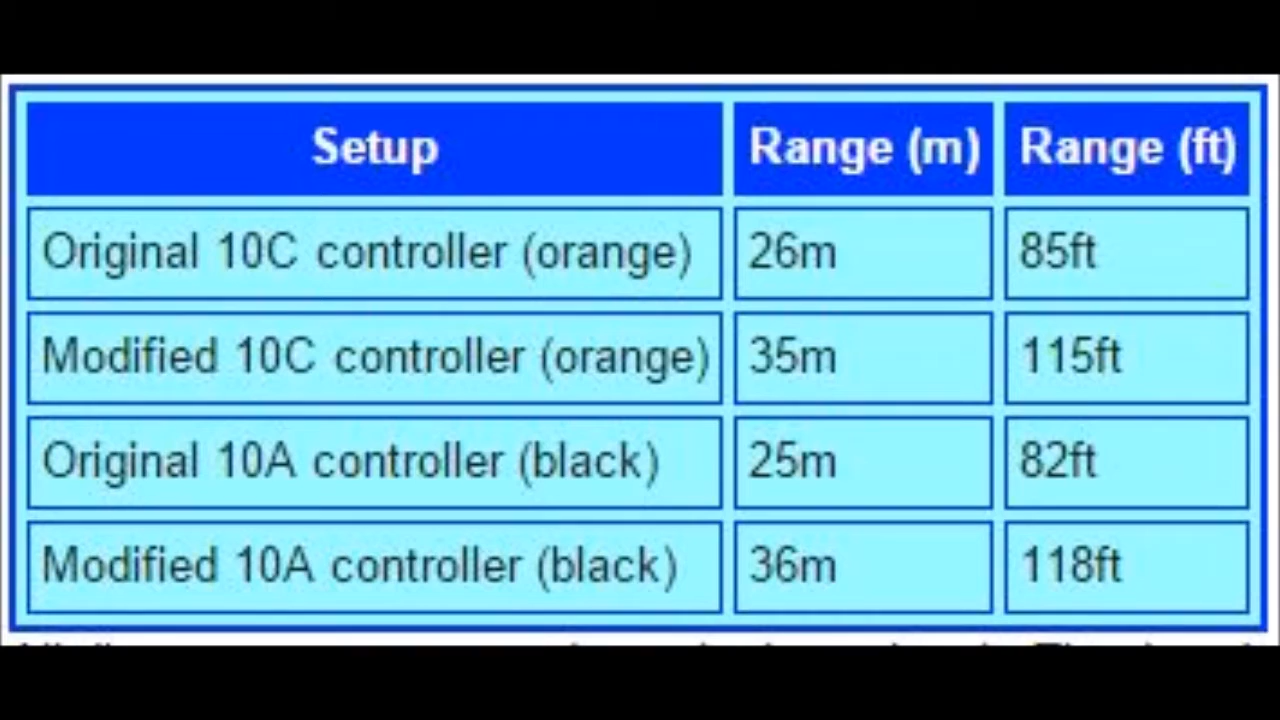 Setup Range (m) Range (ft)
Original 10C controller (orange) 26m 85ft
Modified 10C controller (orange) 35m 115ft
Original 10A controller (black) 25m 82ft
Modified 10A controller (black) 36m 118ft